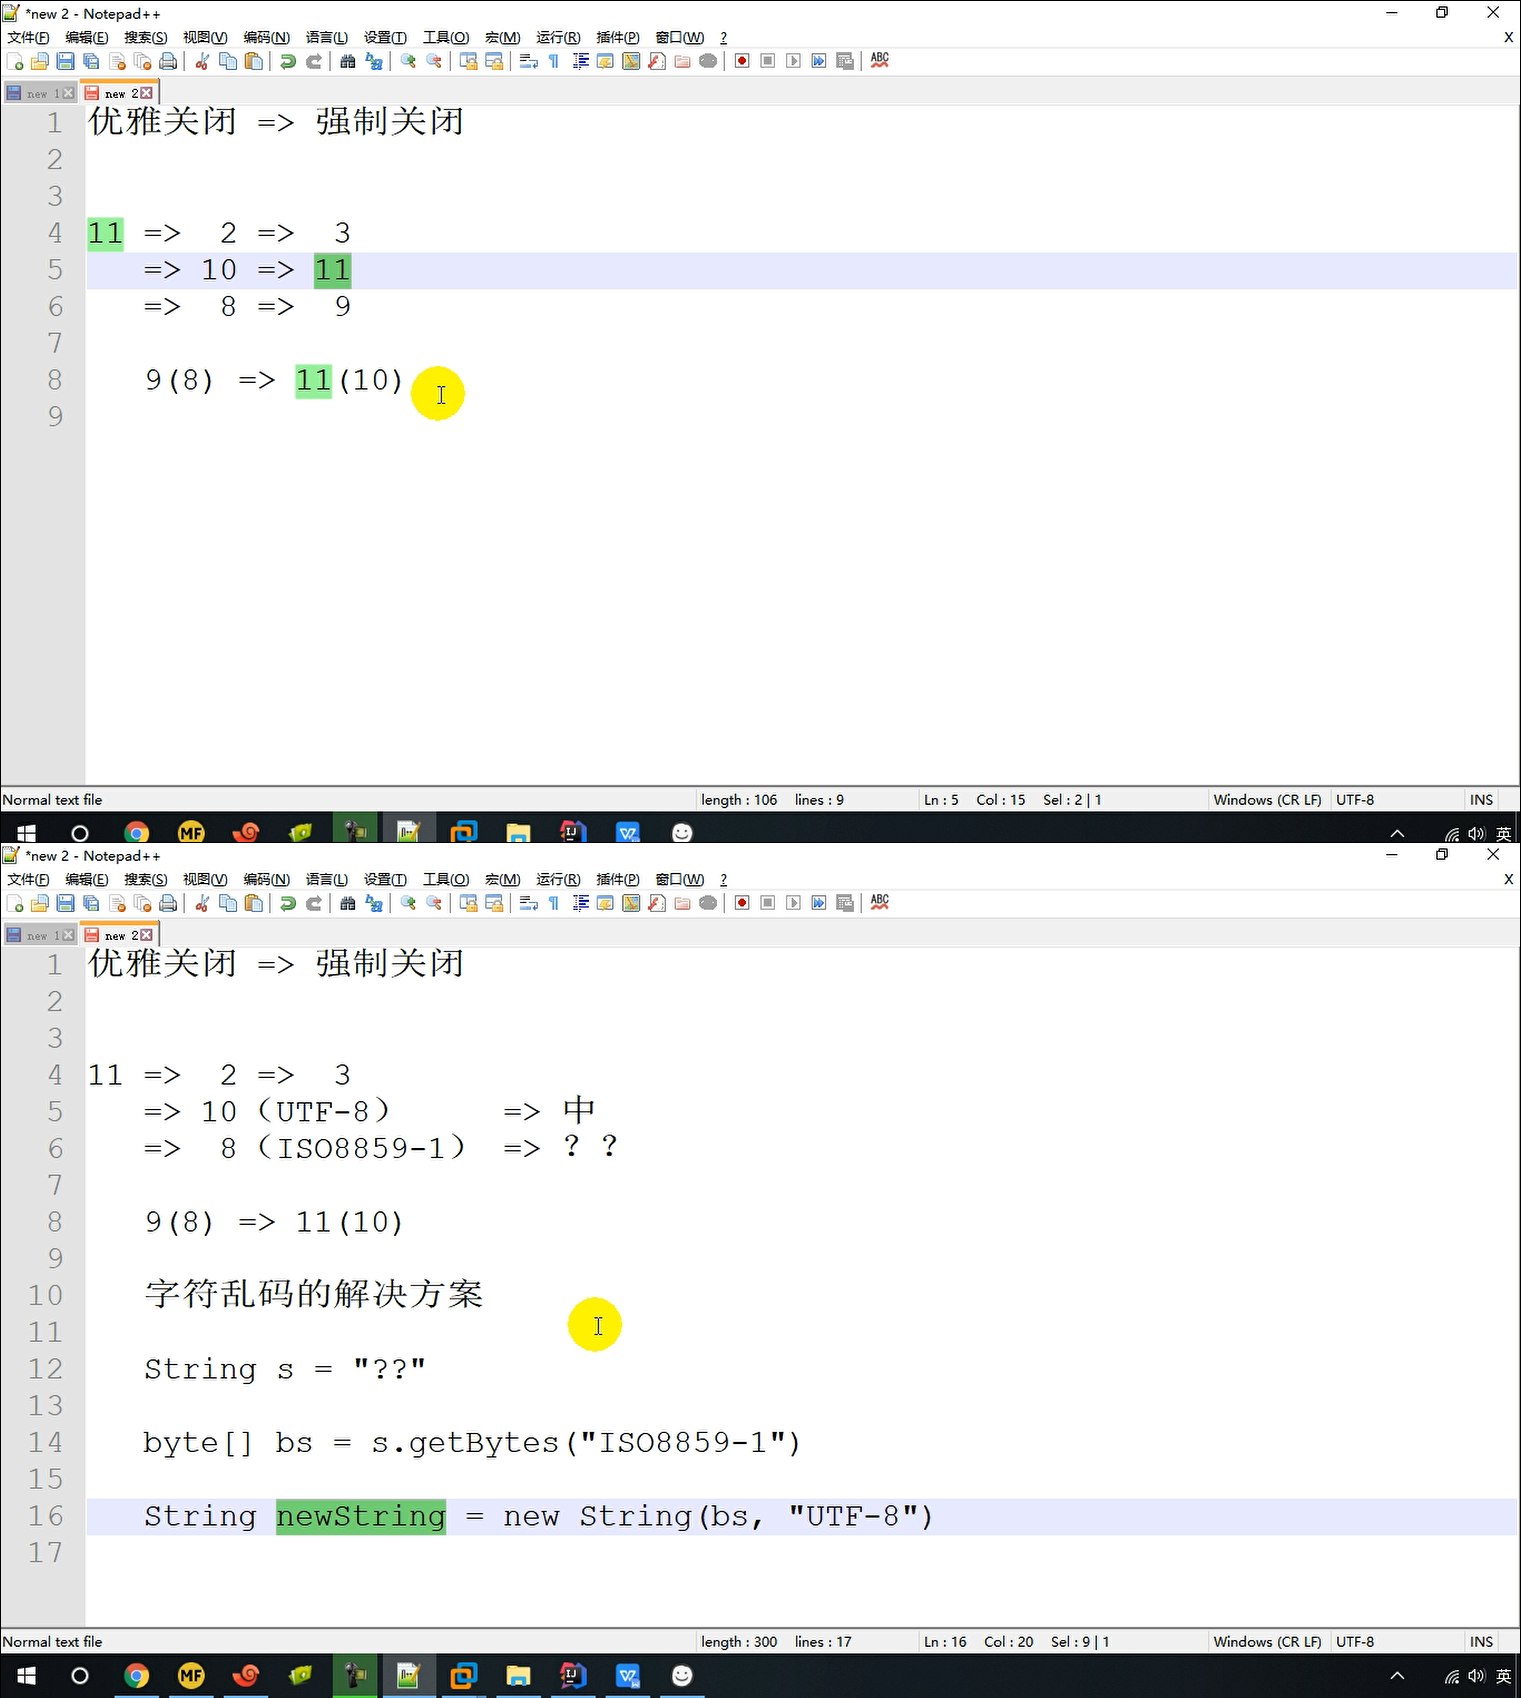 *new 2 - Notepad++
文件(F) 编辑(E) 搜索(S) 视图(V) 编码(N) 语言(L) 设置(T) 工具(O) 宏(M) 运行(R) 插件(P) 窗口(W) ? X
ABC
new 1 new 2
1 优雅关闭 => 强制关闭
2
3
4 11 => 2 => 3
5 => 10 => 11
6 => 8 => 9
7
8 9(8) => 11(10)
9
Normal text file length : 106 lines : 9 Ln : 5 Col : 15 Sel : 2 | 1 Windows (CR LF) UTF-8 INS
MF IJ 英
*new 2 - Notepad++
文件(F) 编辑(E) 搜索(S) 视图(V) 编码(N) 语言(L) 设置(T) 工具(O) 宏(M) 运行(R) 插件(P) 窗口(W) ? X
ABC
new 1 new 2
1 优雅关闭 => 强制关闭
2
3
4 11 => 2 => 3
5 => 10（UTF-8） => 中
6 => 8（ISO8859-1） => ？？
7
8 9(8) => 11(10)
9
10 字符乱码的解决方案
11
12 String s = "??"
13
14 byte[] bs = s.getBytes("ISO8859-1")
15
16 String newString = new String(bs, "UTF-8")
17
Normal text file length : 300 lines : 17 Ln : 16 Col : 20 Sel : 9 | 1 Windows (CR LF) UTF-8 INS
MF IJ 英